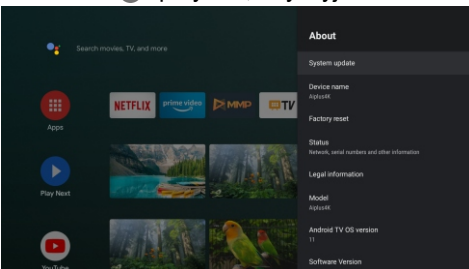 Search movies, TV, and more
Apps
NETFLIX
prime video
MMP
TV
Play Next
YouTube
About
System update
Device name
Aiplus4K
Factory reset
Status
Network, serial numbers and other information
Legal information
Model
Aiplus4K
Android TV OS version
11
Software Version